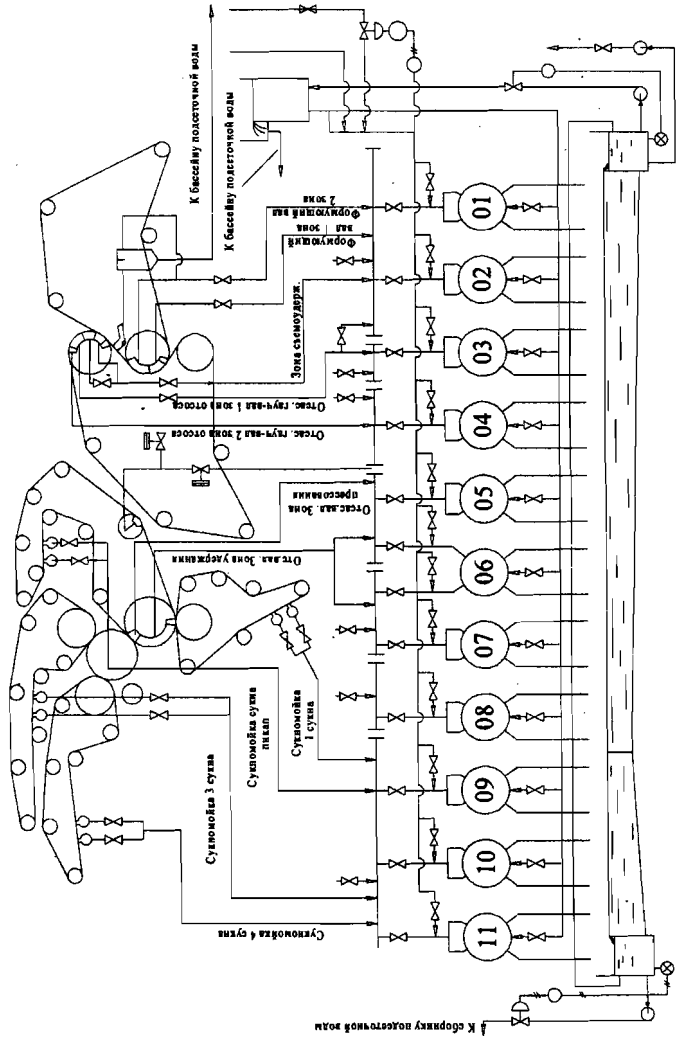 К бассейну подсеточной воды
К бассейну подсеточной воды
Формующий вал
2 зона
Формующий
вал 1 зона
Зона съемоудерж.
Отсас. гауч-вал 1 зона отсоса
Отсас. гауч-вал 2 зона отсоса
Отсас.вал. Зона
прессования
Отс.вал. Зона удержания
Сукномойка
1 сукна
Сукномойка сукна
пикап
Сукномойка 3 сукна
Сукномойка 4 сукна
01
02
03
04
05
06
07
08
09
10
11
К сборнику подсеточной
воды